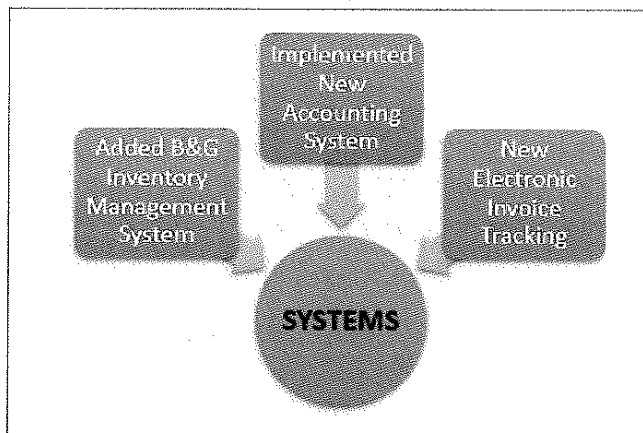 Implemented
New
Accounting
System
Added B&G
Inventory
Management
System
New
Electronic
Invoice
Tracking
SYSTEMS